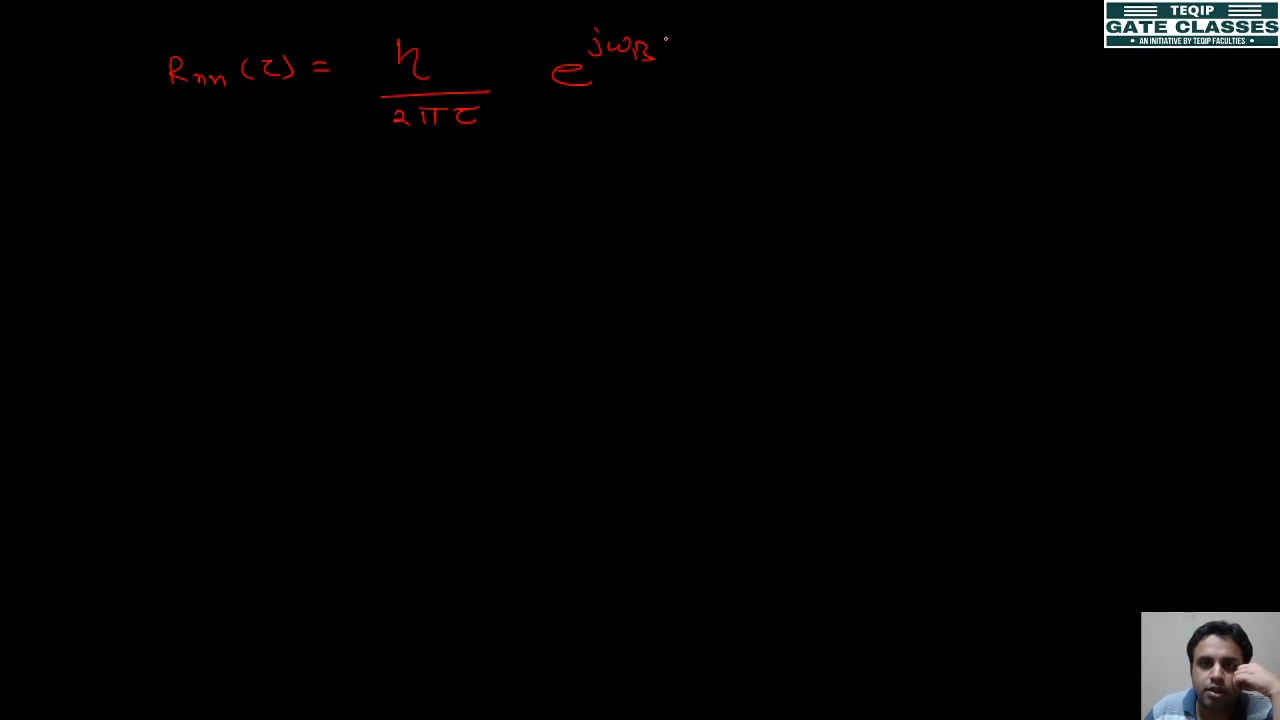 TEQIP
GATE CLASSES
• AN INITIATIVE BY TEQIP FACULTIES •
Rnn (τ) = η / 2πτ e^jωB